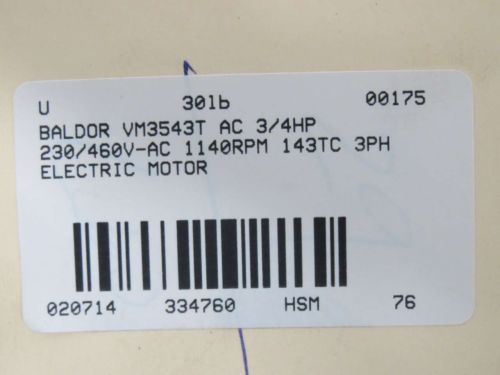 U 30lb 00175
BALDOR VM3543T AC 3/4HP
230/460V-AC 1140RPM 143TC 3PH
ELECTRIC MOTOR
020714 334760 HSM 76